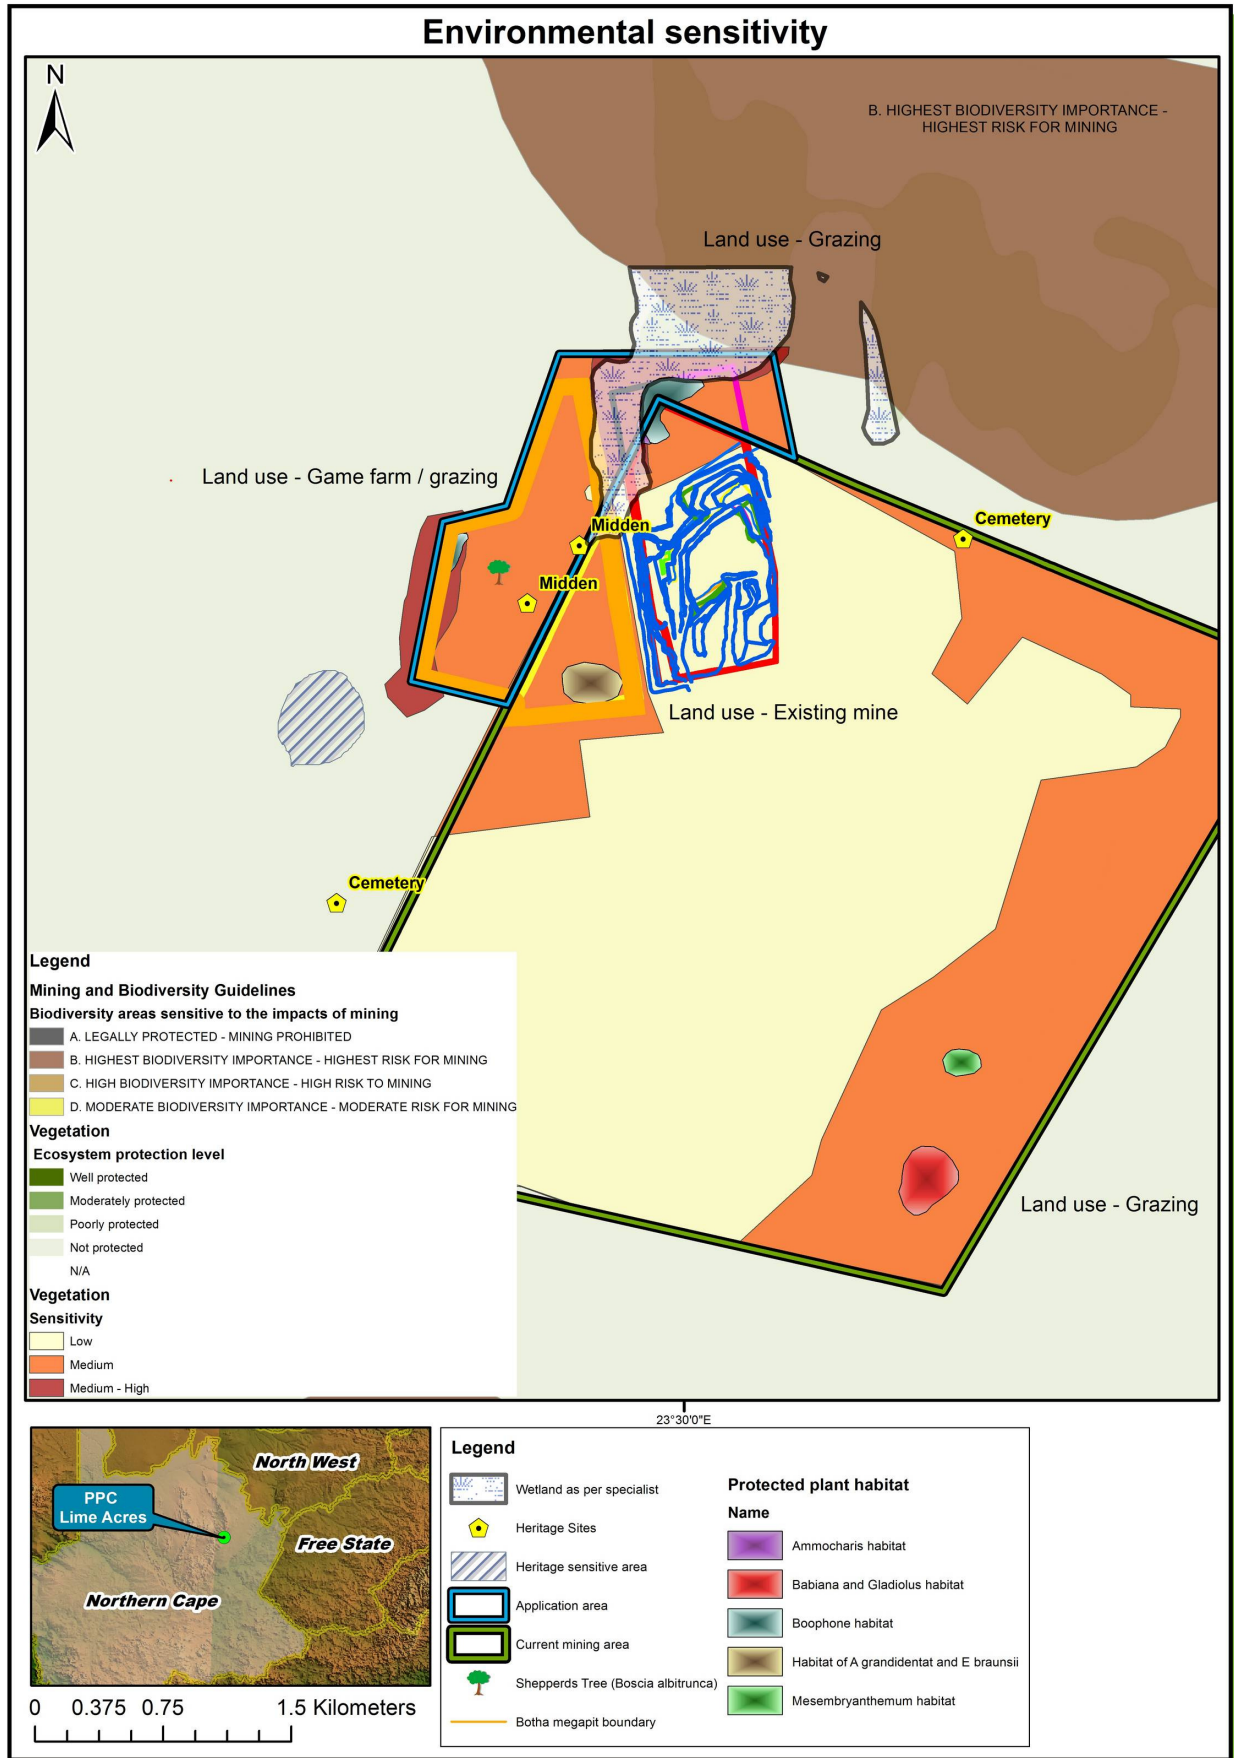 Environmental sensitivity
N
B. HIGHEST BIODIVERSITY IMPORTANCE -
HIGHEST RISK FOR MINING
Land use - Grazing
Land use - Game farm / grazing
Midden
Cemetery
Midden
Land use - Existing mine
Cemetery
Land use - Grazing
Legend
Mining and Biodiversity Guidelines
Biodiversity areas sensitive to the impacts of mining
A. LEGALLY PROTECTED - MINING PROHIBITED
B. HIGHEST BIODIVERSITY IMPORTANCE - HIGHEST RISK FOR MINING
C. HIGH BIODIVERSITY IMPORTANCE - HIGH RISK TO MINING
D. MODERATE BIODIVERSITY IMPORTANCE - MODERATE RISK FOR MINING
Vegetation
Ecosystem protection level
Well protected
Moderately protected
Poorly protected
Not protected
N/A
Vegetation
Sensitivity
Low
Medium
Medium - High
23°30'0"E
North West
PPC
Lime Acres
Free State
Northern Cape
0 0.375 0.75 1.5 Kilometers
Legend
Wetland as per specialist
Heritage Sites
Heritage sensitive area
Application area
Current mining area
Shepperds Tree (Boscia albitrunca)
Botha megapit boundary
Protected plant habitat
Name
Ammocharis habitat
Babiana and Gladiolus habitat
Boophone habitat
Habitat of A grandidentat and E braunsii
Mesembryanthemum habitat